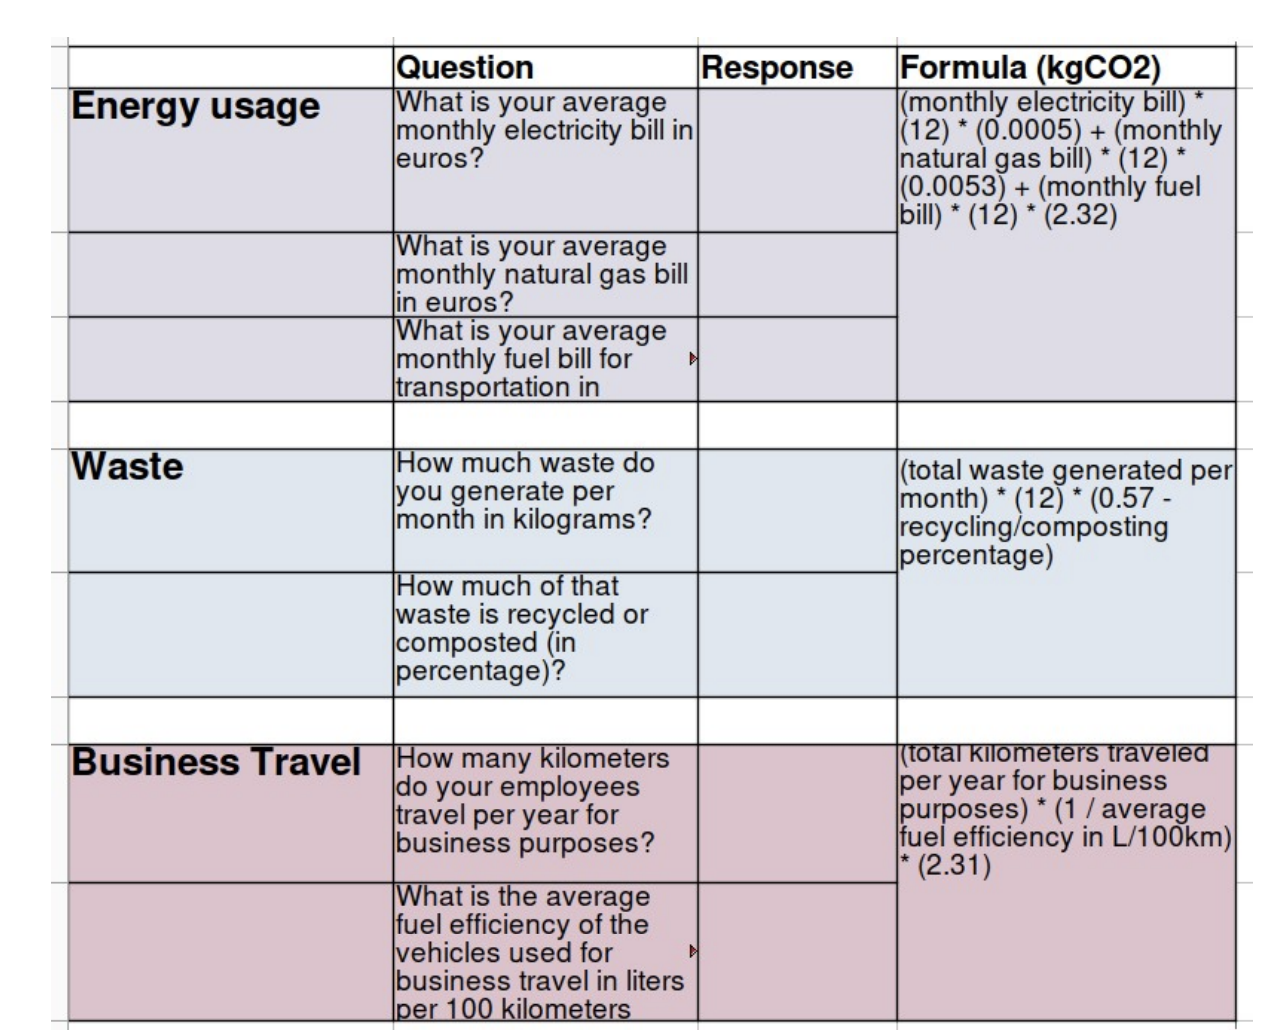 Question Response Formula (kgCO2)
Energy usage
What is your average
monthly electricity bill in
euros?
(monthly electricity bill) *
(12) * (0.0005) + (monthly
natural gas bill) * (12) *
(0.0053) + (monthly fuel
bill) * (12) * (2.32)
What is your average
monthly natural gas bill
in euros?
What is your average
monthly fuel bill for
transportation in
Waste
How much waste do
you generate per
month in kilograms?
(total waste generated per
month) * (12) * (0.57 -
recycling/composting
percentage)
How much of that
waste is recycled or
composted (in
percentage)?
Business Travel
How many kilometers
do your employees
travel per year for
business purposes?
(total kilometers traveled
per year for business
purposes) * (1 / average
fuel efficiency in L/100km)
* (2.31)
What is the average
fuel efficiency of the
vehicles used for
business travel in liters
per 100 kilometers